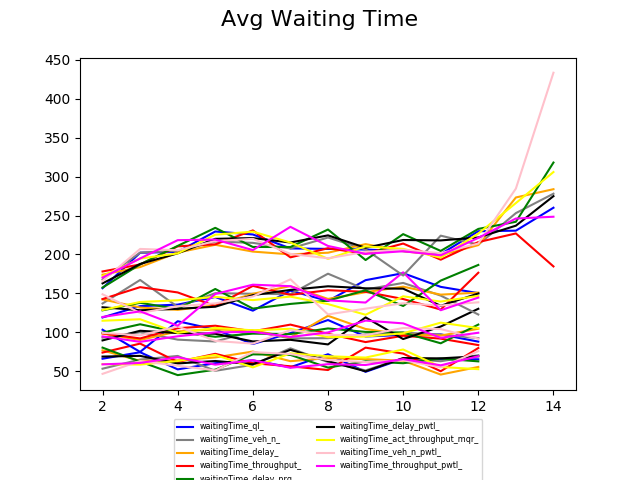 Avg Waiting Time
450
400
350
300
250
200
150
100
50
2 4 6 8 10 12 14
waitingTime_ql_ waitingTime_delay_pwtl_
waitingTime_veh_n_ waitingTime_act_throughput_mqr_
waitingTime_delay_ waitingTime_veh_n_pwtl_
waitingTime_throughput_ waitingTime_throughput_pwtl_